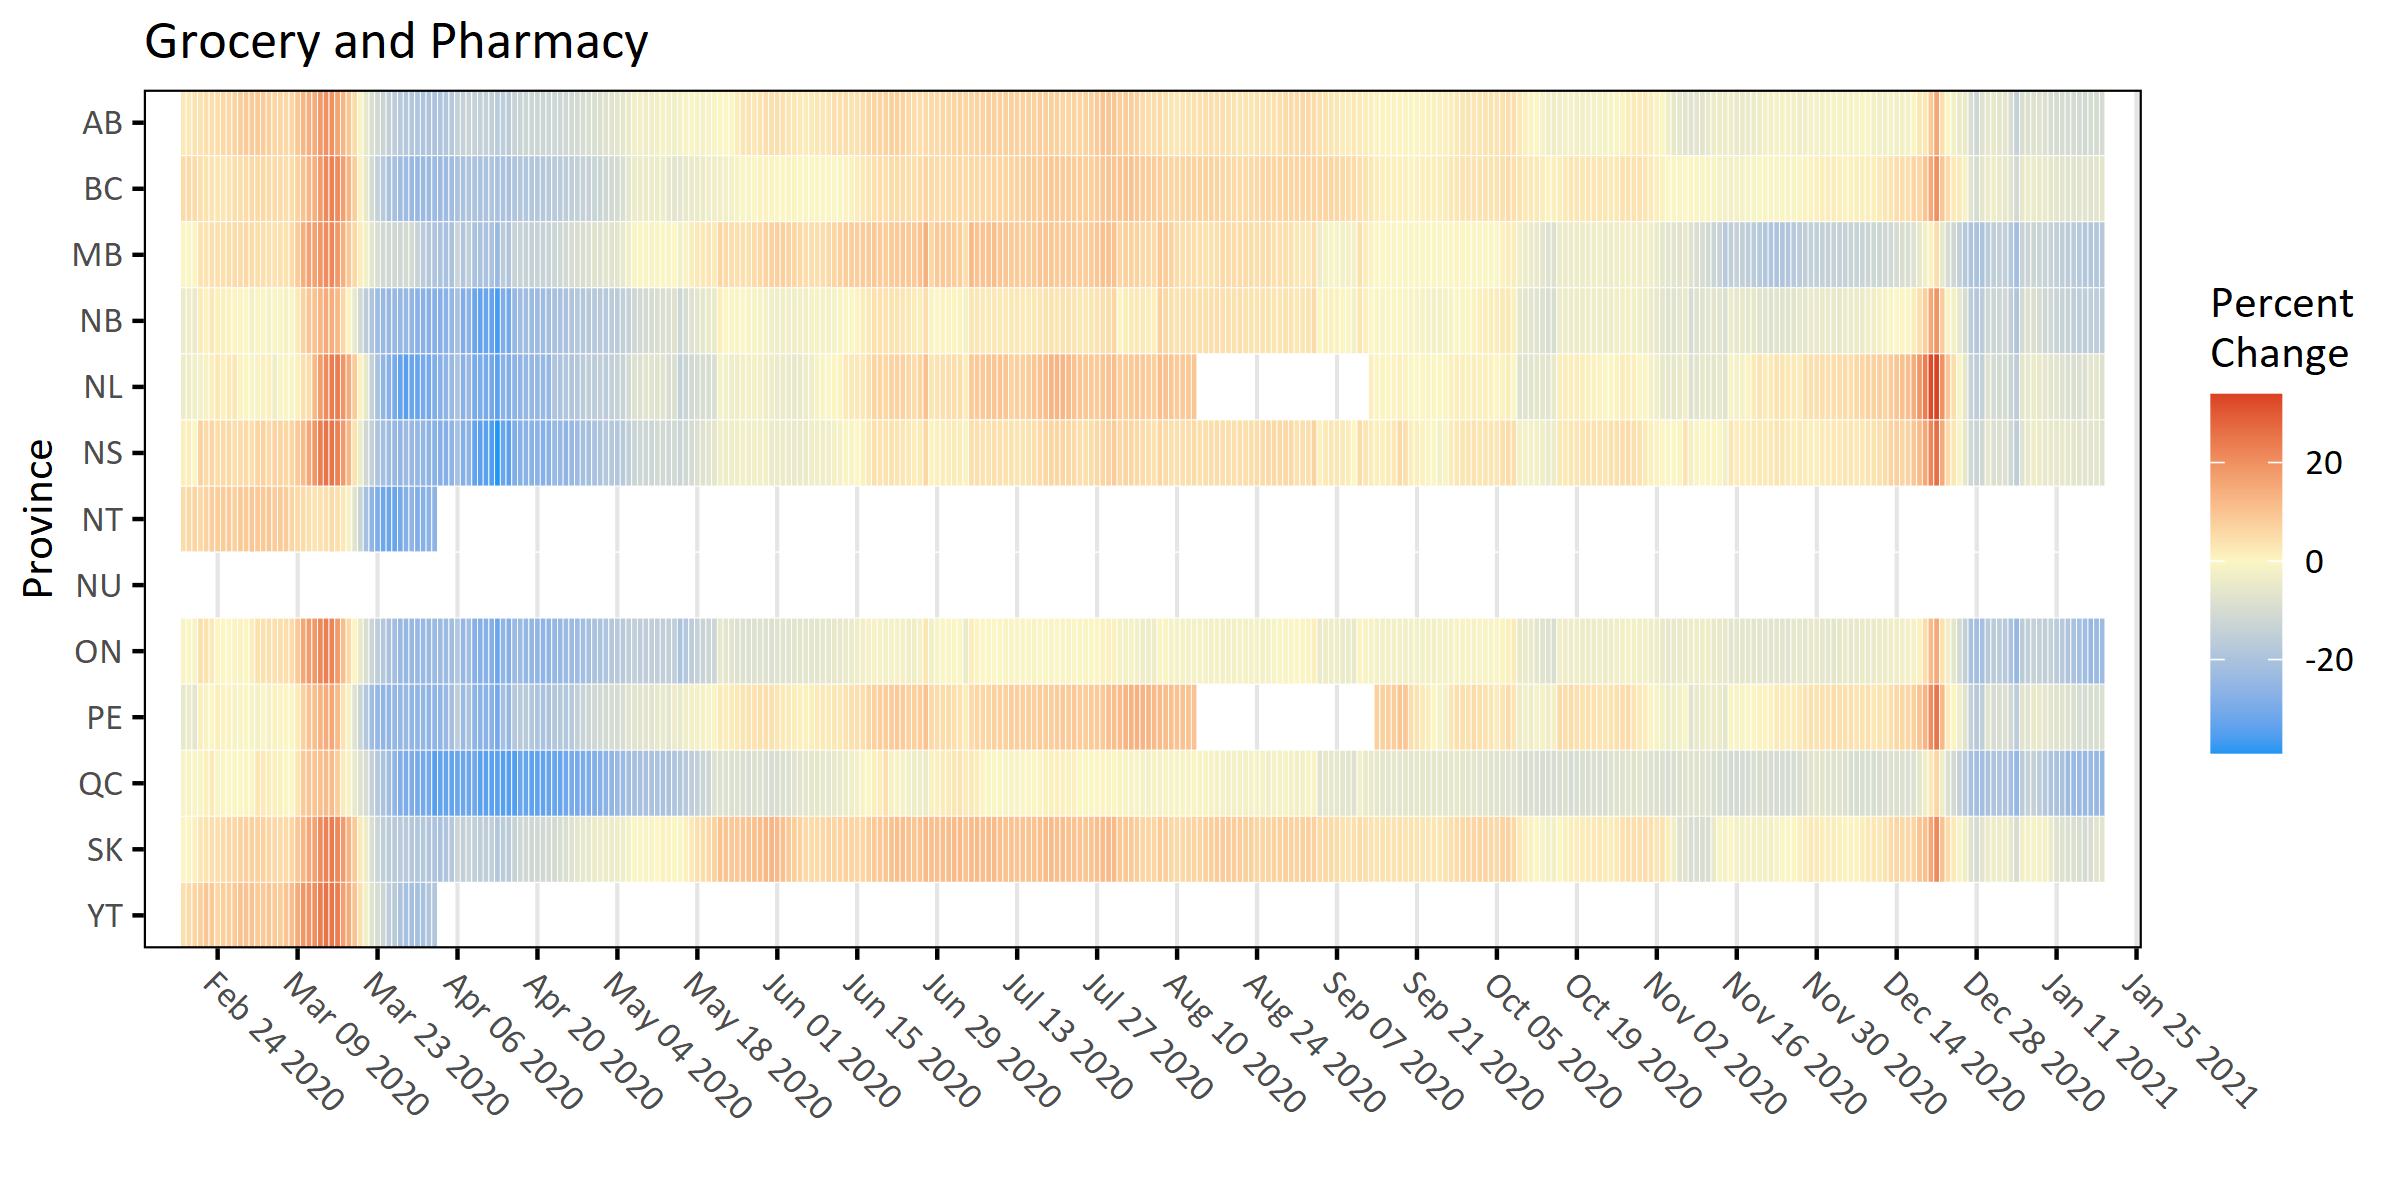 Grocery and Pharmacy
Province
AB
BC
MB
NB
NL
NS
NT
NU
ON
PE
QC
SK
YT
Feb 24 2020
Mar 09 2020
Mar 23 2020
Apr 06 2020
Apr 20 2020
May 04 2020
May 18 2020
Jun 01 2020
Jun 15 2020
Jun 29 2020
Jul 13 2020
Jul 27 2020
Aug 10 2020
Aug 24 2020
Sep 07 2020
Sep 21 2020
Oct 05 2020
Oct 19 2020
Nov 02 2020
Nov 16 2020
Nov 30 2020
Dec 14 2020
Dec 28 2020
Jan 11 2021
Jan 25 2021
Percent
Change
20
0
-20